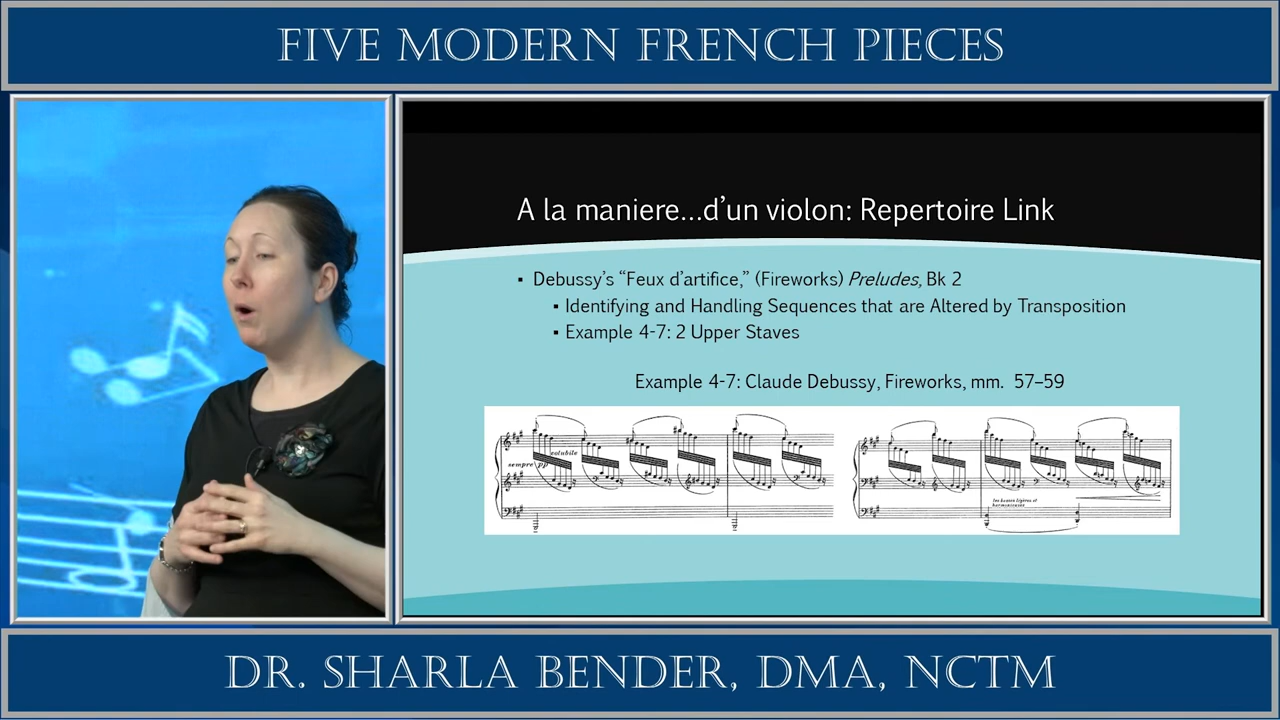 FIVE MODERN FRENCH PIECES
A la maniere...d’un violon: Repertoire Link
▪ Debussy’s “Feux d’artifice,” (Fireworks) Preludes, Bk 2
▪ Identifying and Handling Sequences that are Altered by Transposition
▪ Example 4-7: 2 Upper Staves
Example 4-7: Claude Debussy, Fireworks, mm. 57–59
volubile
sempre pp
DR. SHARLA BENDER, DMA, NCTM